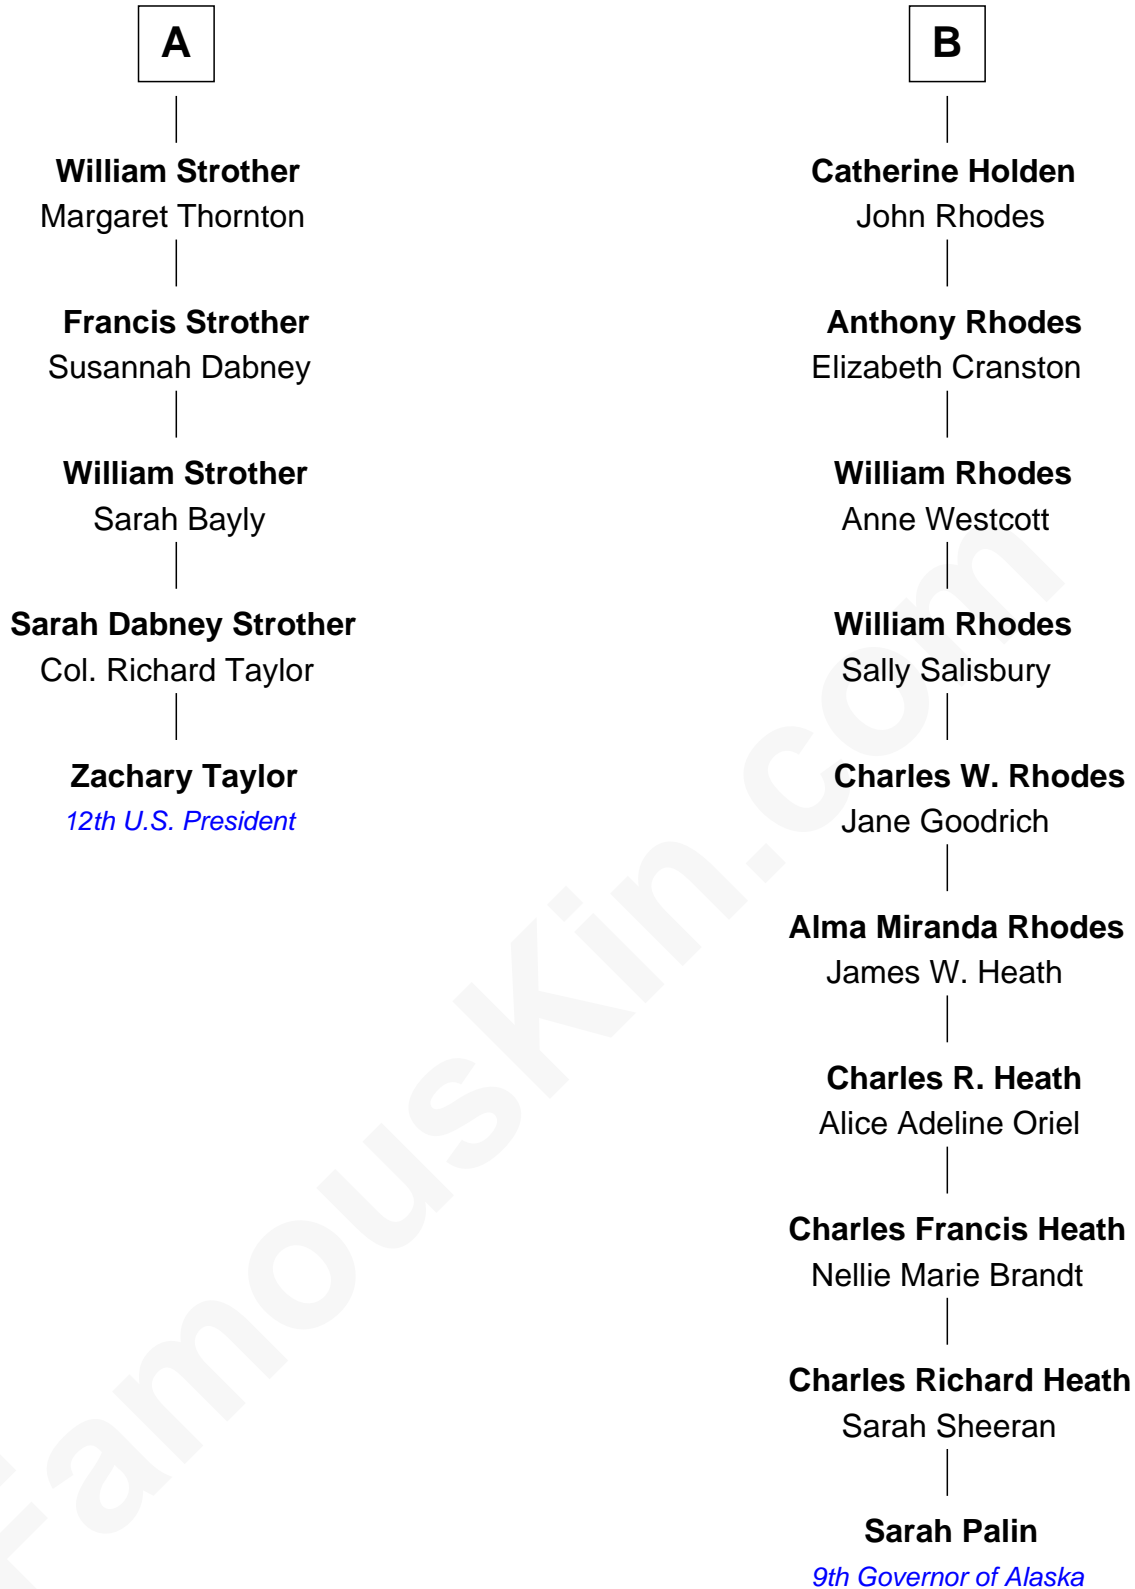 A
William Strother
Margaret Thornton
Francis Strother
Susannah Dabney
William Strother
Sarah Bayly
Sarah Dabney Strother
Col. Richard Taylor
Zachary Taylor
12th U.S. President
B
Catherine Holden
John Rhodes
Anthony Rhodes
Elizabeth Cranston
William Rhodes
Anne Westcott
William Rhodes
Sally Salisbury
Charles W. Rhodes
Jane Goodrich
Alma Miranda Rhodes
James W. Heath
Charles R. Heath
Alice Adeline Oriel
Charles Francis Heath
Nellie Marie Brandt
Charles Richard Heath
Sarah Sheeran
Sarah Palin
9th Governor of Alaska
FamousKin.com